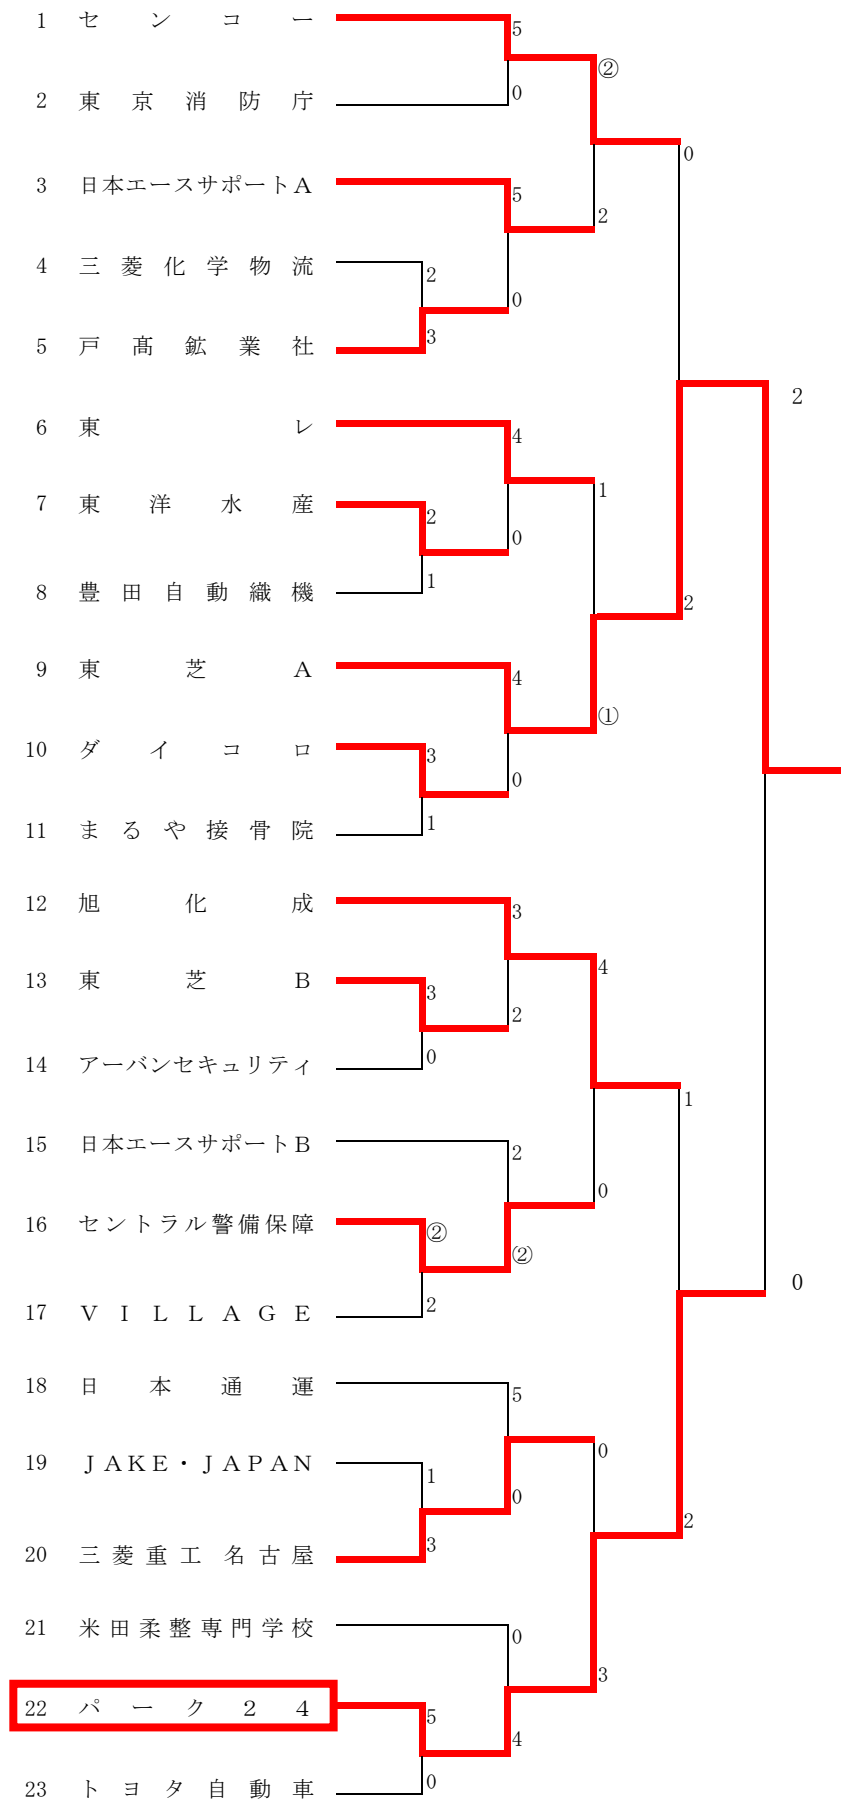 1 センコー
5
②
2 東京消防庁
0
0
3 日本エースサポートA
5
2
4 三菱化学物流
2
0
5 戸髙鉱業社
3
2
6 東レ
4
1
7 東洋水産
2
0
8 豊田自動織機
1
2
9 東芝A
4
①
10 ダイコロ
3
0
11 まるや接骨院
1
12 旭化成
3
4
13 東芝B
3
2
14 アーバンセキュリティ
0
1
15 日本エースサポートB
2
0
16 セントラル警備保障
②
②
17 VILLAGE
2
0
18 日本通運
5
0
19 JAKE・JAPAN
1
0
20 三菱重工名古屋
3
2
21 米田柔整専門学校
0
3
22 パーク24
5
4
23 トヨタ自動車
0